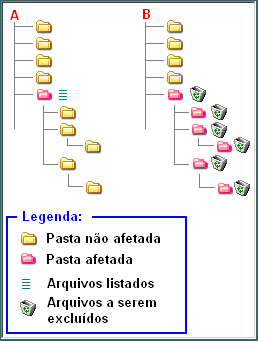 A
B
Legenda:
Pasta não afetada
Pasta afetada
Arquivos listados
Arquivos a serem
excluídos